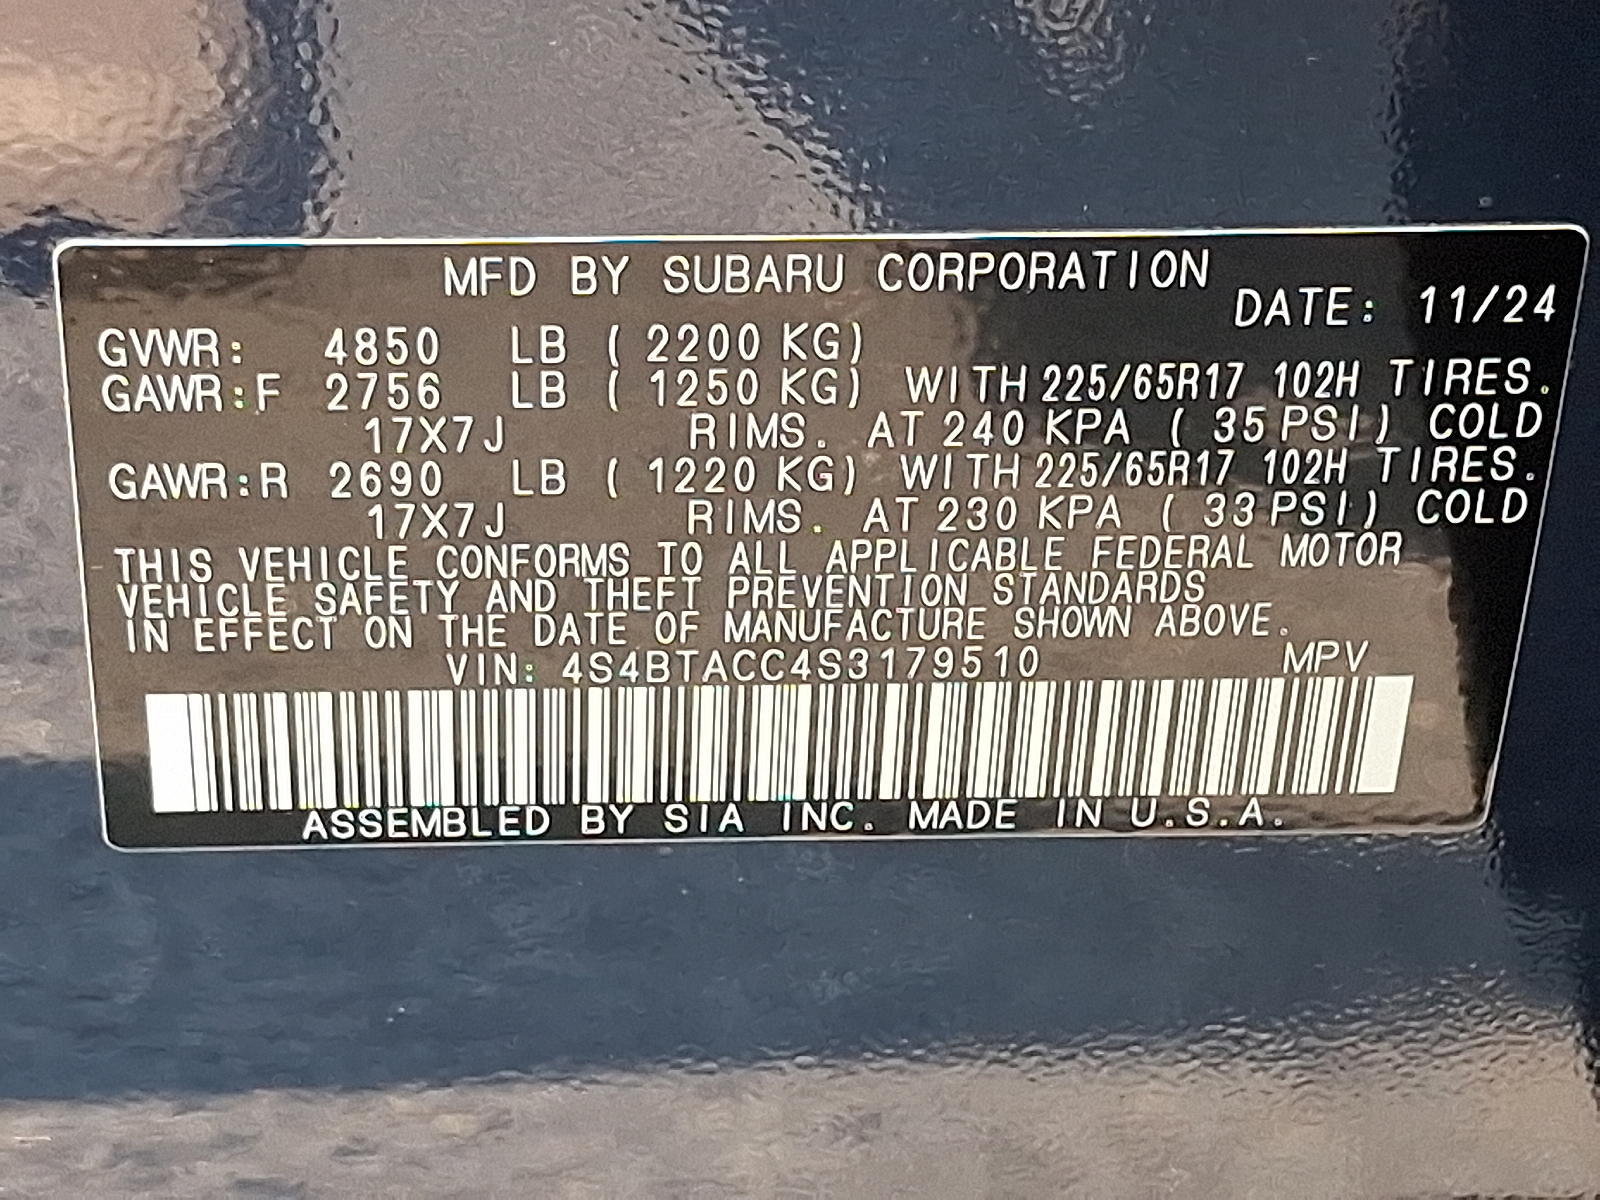 MFD BY SUBARU CORPORATION
DATE: 11/24
GVWR: 4850 LB ( 2200 KG)
GAWR:F 2756 LB ( 1250 KG) WITH 225/65R17 102H TIRES.
17X7J RIMS. AT 240 KPA ( 35 PSI) COLD
GAWR:R 2690 LB ( 1220 KG) WITH 225/65R17 102H TIRES.
17X7J RIMS. AT 230 KPA ( 33 PSI) COLD
THIS VEHICLE CONFORMS TO ALL APPLICABLE FEDERAL MOTOR
VEHICLE SAFETY AND THEFT PREVENTION STANDARDS
IN EFFECT ON THE DATE OF MANUFACTURE SHOWN ABOVE.
VIN: 4S4BTACC4S3179510 MPV
ASSEMBLED BY SIA INC. MADE IN U.S.A.